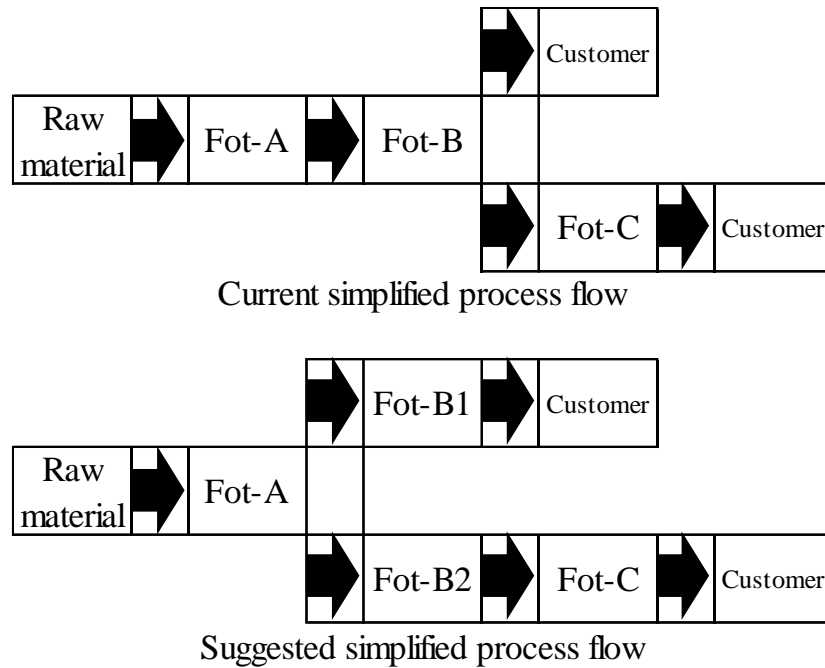 Customer
Raw
material
Fot-A
Fot-B
Fot-C
Customer
Current simplified process flow
Fot-B1
Customer
Raw
material
Fot-A
Fot-B2
Fot-C
Customer
Suggested simplified process flow